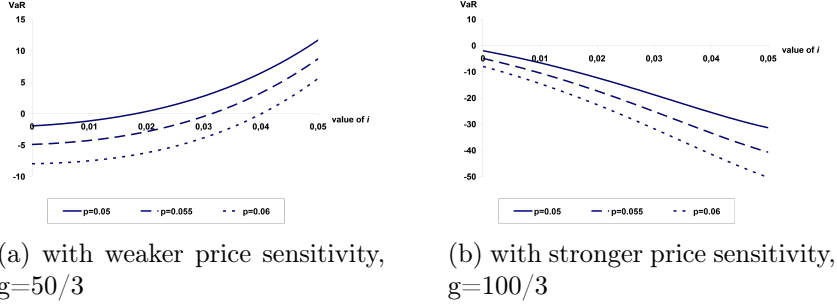 VaR
15
10
5
0
-5
-10
0
0,01
0,02
0,03
0,04
0,05
value of i
p=0.05
p=0.055
p=0.06
(a) with weaker price sensitivity,
g=50/3
VaR
10
0
-10
-20
-30
-40
-50
0
0,01
0,02
0,03
0,04
0,05
value of i
p=0.05
p=0.055
p=0.06
(b) with stronger price sensitivity,
g=100/3